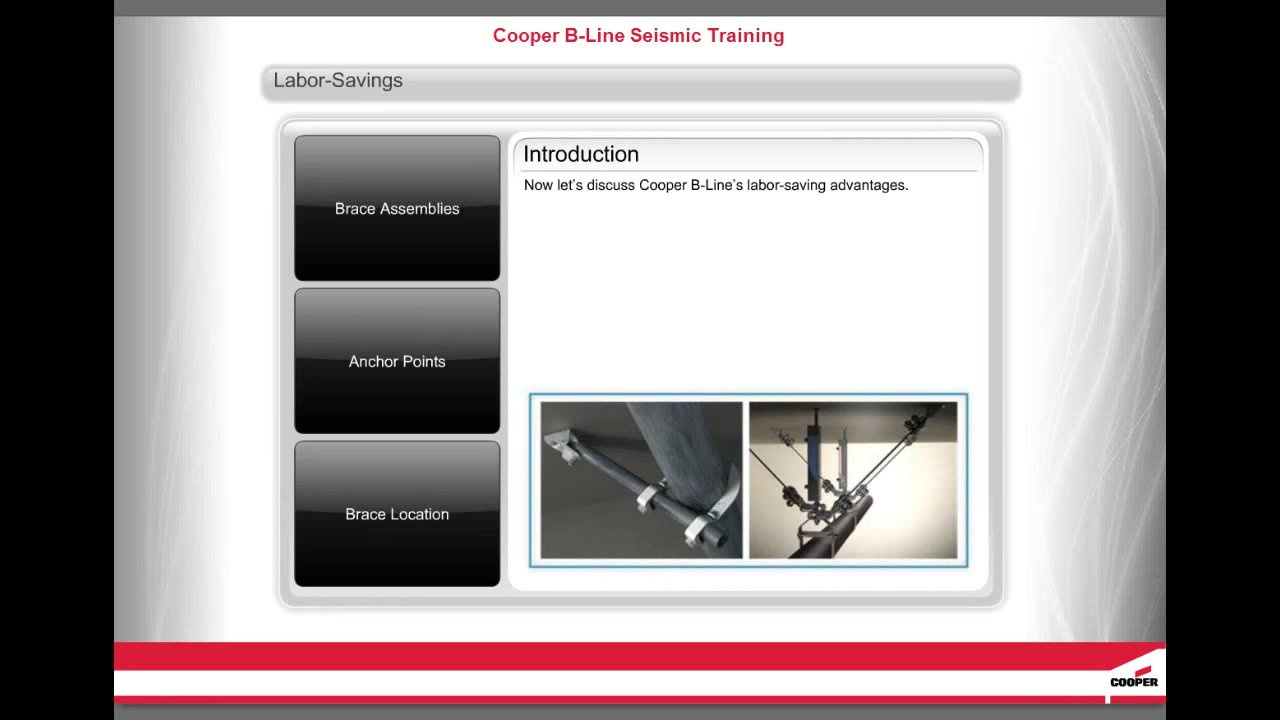 Cooper B-Line Seismic Training
Labor-Savings
Brace Assemblies
Anchor Points
Brace Location
Introduction
Now let's discuss Cooper B-Line's labor-saving advantages.
COOPER